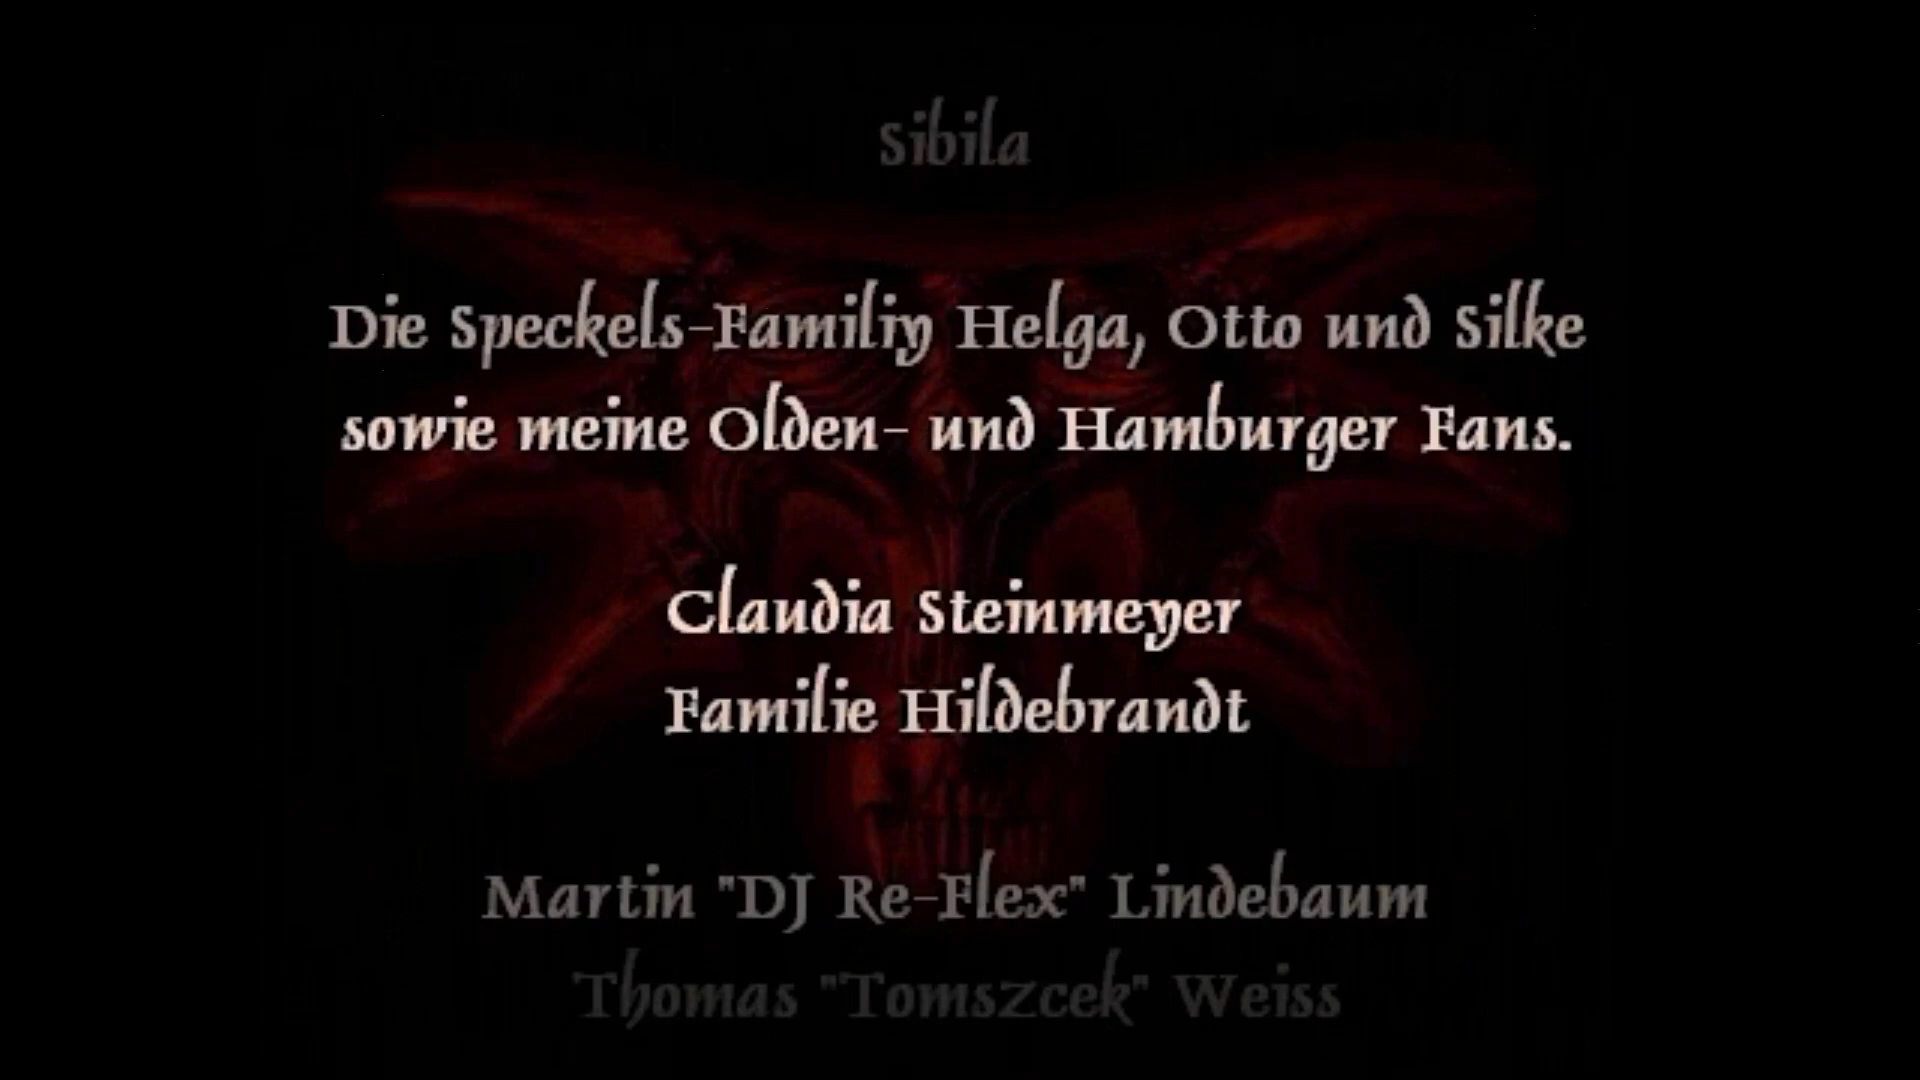 Sibila
Die Speckels-Familiy Helga, Otto und Silke
sowie meine Olden- und Hamburger Fans.
Claudia Steinmeyer
Familie Hildebrandt
Martin "DJ Re-Flex" Lindebaum
Thomas "Tomszcek" Weiss